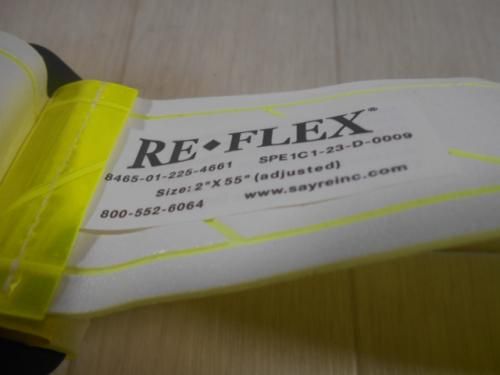 RE◆FLEX®
8465-01-225-4661 SPE1C1-23-D-0009
Size: 2"X 55" (adjusted)
800-552-6064 www.sayreinc.com